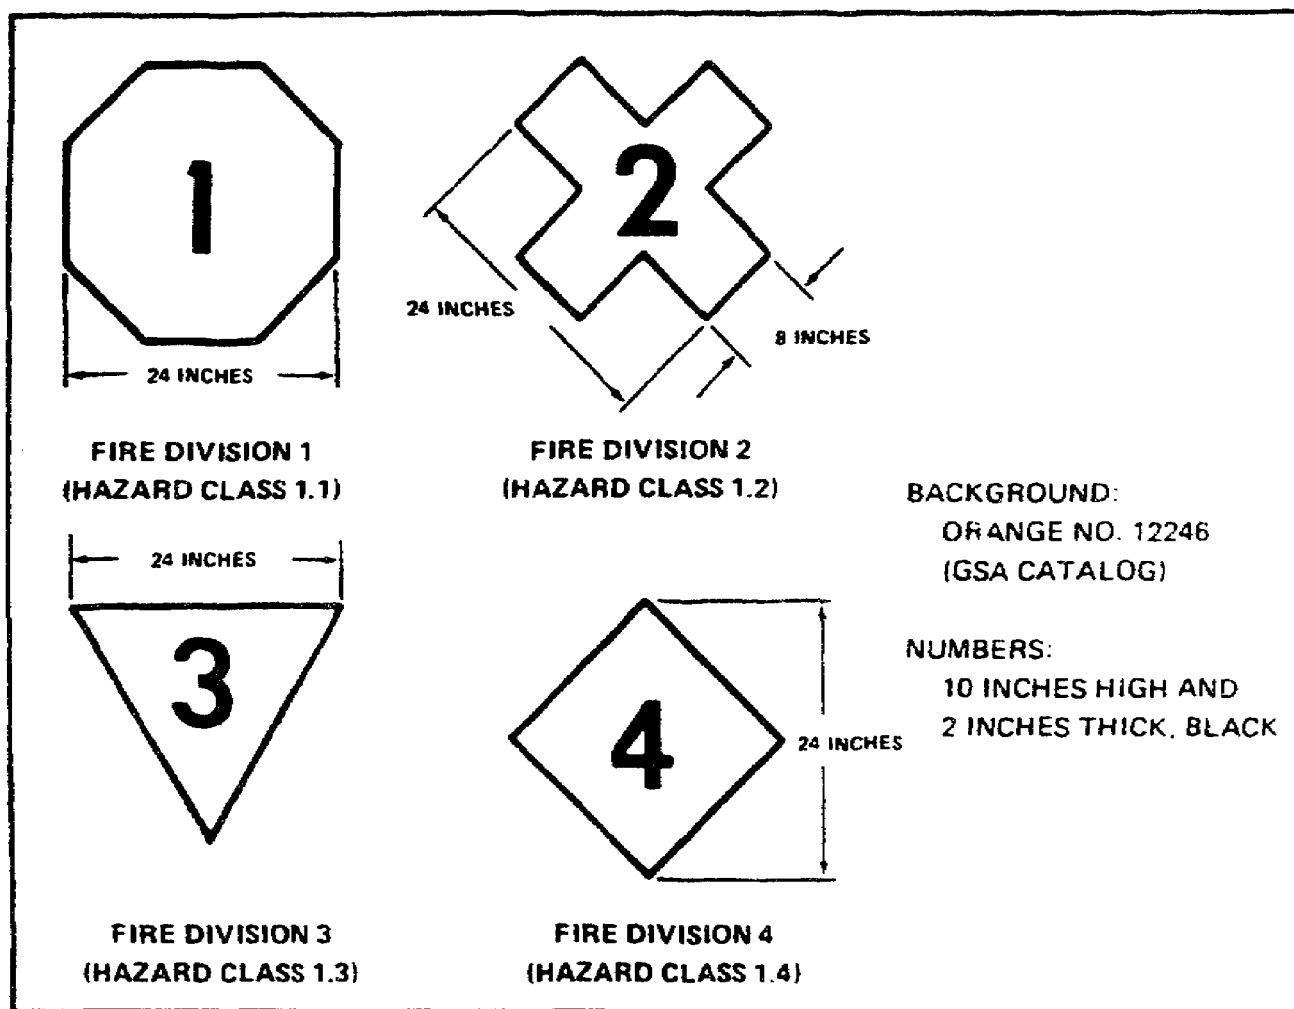 1
2
24 INCHES
24 INCHES
8 INCHES
FIRE DIVISION 1
(HAZARD CLASS 1.1)
FIRE DIVISION 2
(HAZARD CLASS 1.2)
24 INCHES
3
4
24 INCHES
FIRE DIVISION 3
(HAZARD CLASS 1.3)
FIRE DIVISION 4
(HAZARD CLASS 1.4)
BACKGROUND:
ORANGE NO. 12246
(GSA CATALOG)
NUMBERS:
10 INCHES HIGH AND
2 INCHES THICK, BLACK